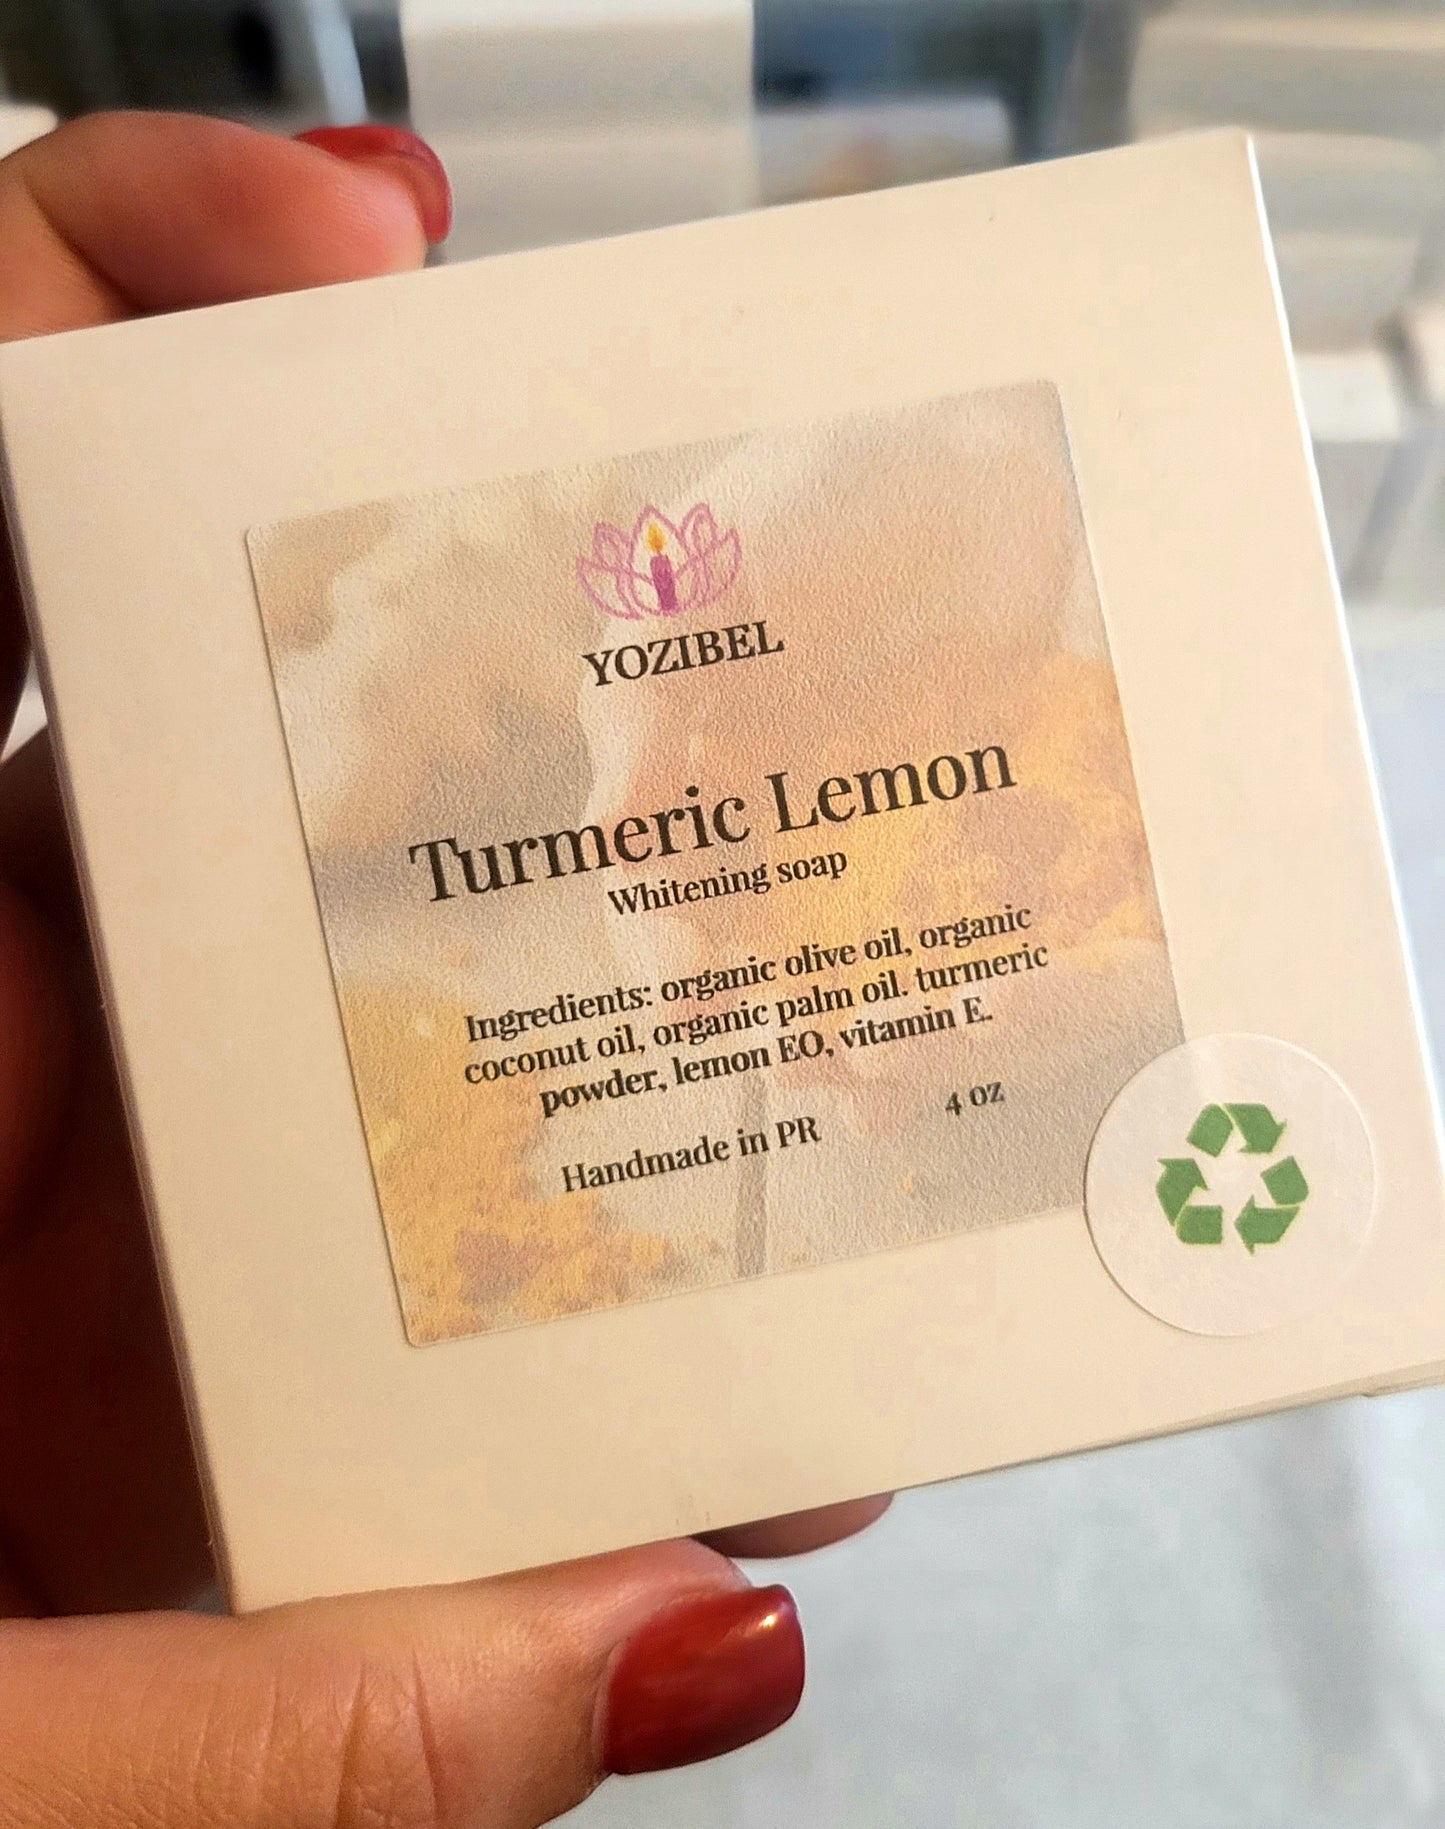 YOZIBEL
Turmeric Lemon
Whitening soap
Ingredients: organic olive oil, organic
coconut oil, organic palm oil. turmeric
powder, lemon EO, vitamin E.
Handmade in PR
4 oz